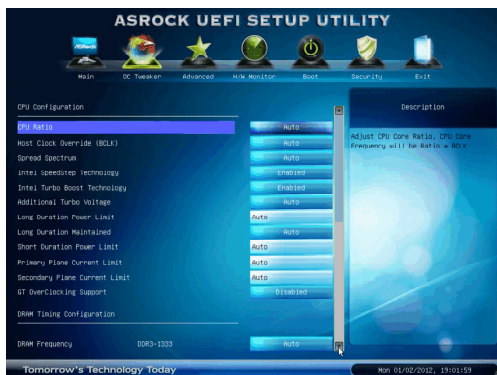 ASROCK UEFI SETUP UTILITY
ASRock
Main
OC Tweaker
Advanced
H/W Monitor
Boot
Security
Exit
CPU Configuration
CPU Ratio Auto
Host Clock Override (BCLK) Auto
Spread Spectrum Auto
Intel SpeedStep Technology Enabled
Intel Turbo Boost Technology Enabled
Additional Turbo Voltage Auto
Long Duration Power Limit Auto
Long Duration Maintained Auto
Short Duration Power Limit Auto
Primary Plane Current Limit Auto
Secondary Plane Current Limit Auto
GT OverClocking Support Disabled
DRAM Timing Configuration
DRAM Frequency DDR3-1333 Auto
Description
Adjust CPU Core Ratio, CPU Core
Frequency will be Ratio x BCLK
Tomorrow's Technology Today
Mon 01/02/2012, 19:01:59